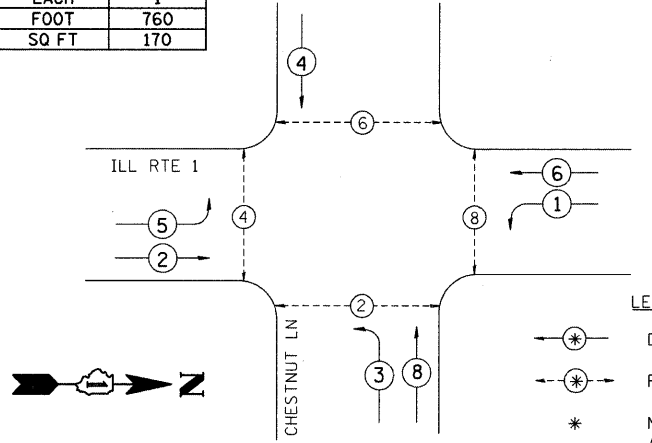 EACH 1
FOOT 760
SQ FT 170
4
6
ILL RTE 1
6
5
4
8
1
2
2
LE
CHESTNUT LN
* D
3
8
N
* F
* N